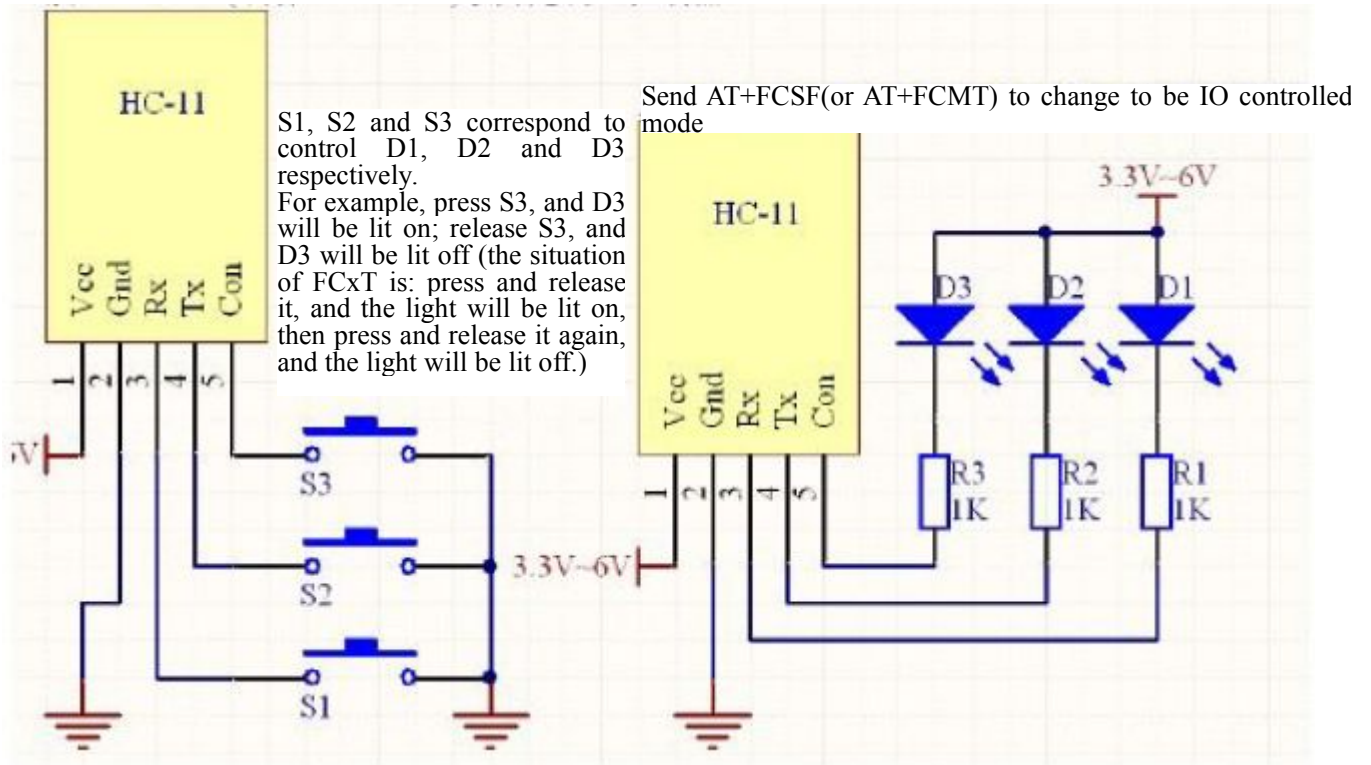 HC-11
Vcc
Gnd
Rx
Tx
Con
1
2
3
4
5
S1, S2 and S3 correspond to
control D1, D2 and D3
respectively.
For example, press S3, and D3
will be lit on; release S3, and
D3 will be lit off (the situation
of FCxT is: press and release
it, and the light will be lit on,
then press and release it again,
and the light will be lit off.)
S3
S2
S1
Send AT+FCSF(or AT+FCMT) to change to be IO controlled
mode
HC-11
Vcc
Gnd
Rx
Tx
Con
1
2
3
4
5
3.3V~6V
3.3V~6V
D3
D2
D1
R3
1K
R2
1K
R1
1K